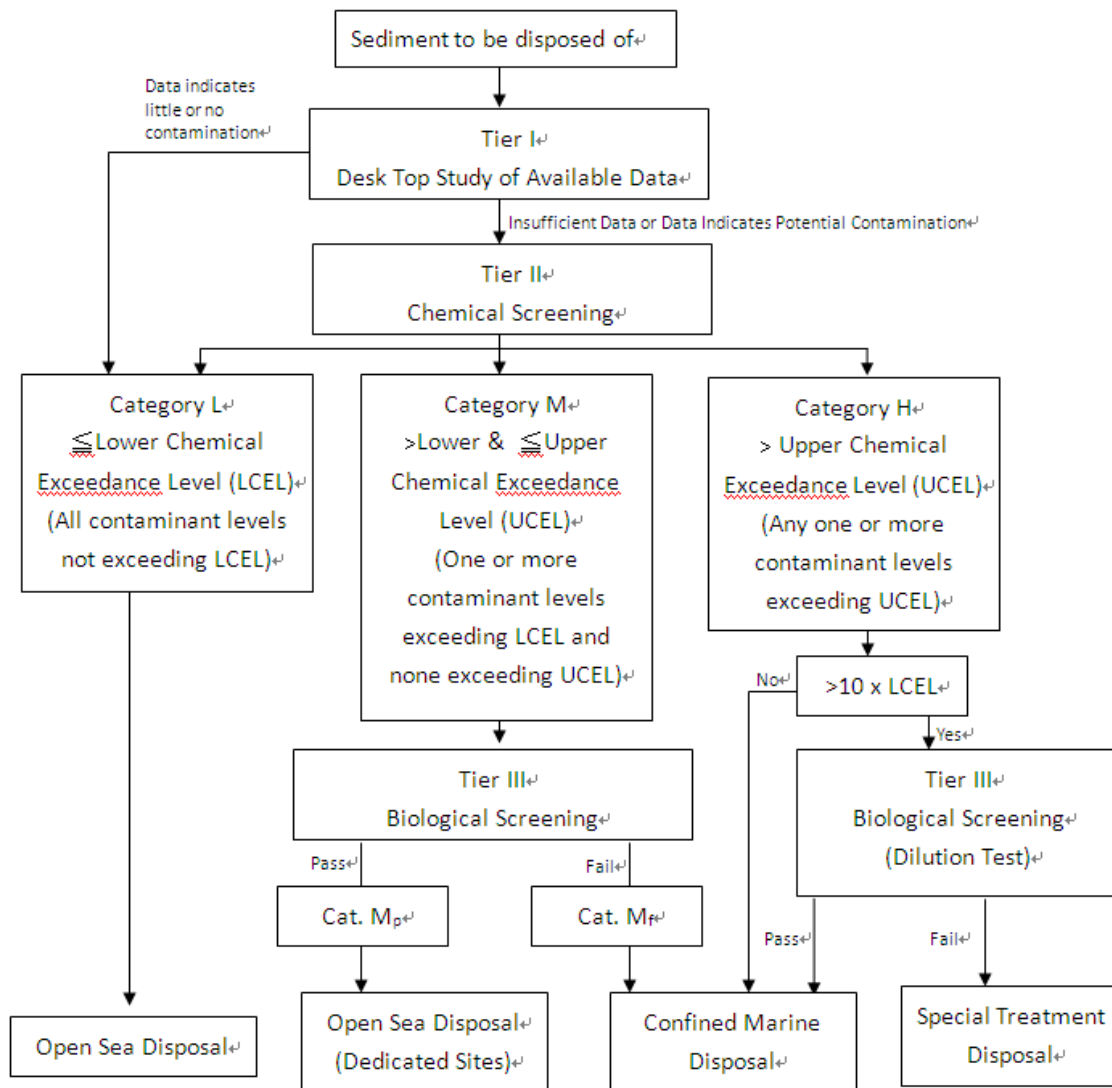 Sediment to be disposed of↵
Data indicates
little or no
contamination↵
Tier I↵
Desk Top Study of Available Data↵
Insufficient Data or Data Indicates Potential Contamination↵
Tier II↵
Chemical Screening↵
Category L↵
≦Lower Chemical
Exceedance Level (LCEL)↵
(All contaminant levels
not exceeding LCEL)↵
Category M↵
>Lower & ≦Upper
Chemical Exceedance
Level (UCEL)↵
(One or more
contaminant levels
exceeding LCEL and
none exceeding UCEL)↵
Category H↵
> Upper Chemical
Exceedance Level (UCEL)↵
(Any one or more
contaminant levels
exceeding UCEL)↵
No↵
>10 x LCEL↵
Yes↵
Tier III↵
Biological Screening↵
Tier III↵
Biological Screening
(Dilution Test)↵
Pass↵
Fail↵
Cat. Mp↵
Cat. Mf↵
Pass↵
Fail↵
Open Sea Disposal↵
Open Sea Disposal↵
(Dedicated Sites)↵
Confined Marine
Disposal↵
Special Treatment
Disposal↵